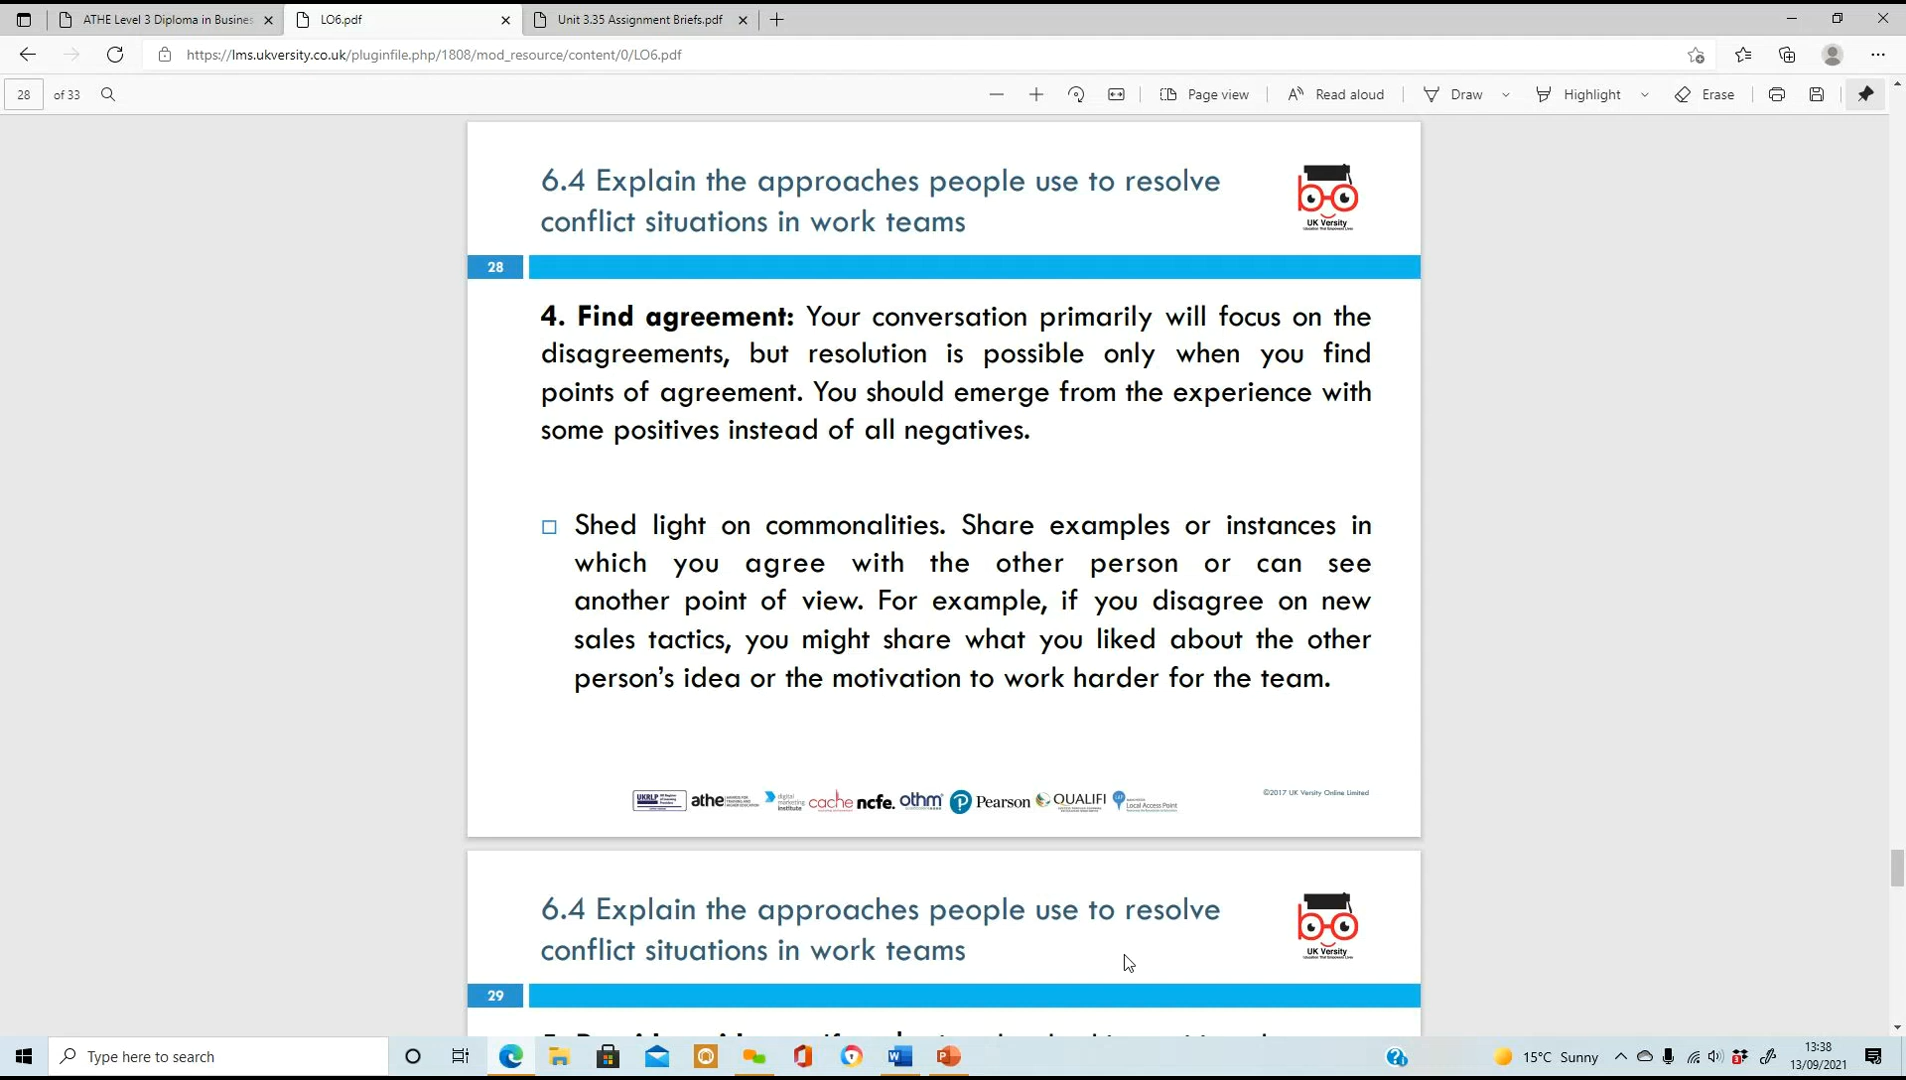 ATHE Level 3 Diploma in Busines
LO6.pdf
Unit 3.35 Assignment Briefs.pdf
https://lms.ukversity.co.uk/pluginfile.php/1808/mod_resource/content/0/LO6.pdf
28 of 33
Page view
Read aloud
Draw
Highlight
Erase
6.4 Explain the approaches people use to resolve
conflict situations in work teams
UK Versity
28
4. Find agreement: Your conversation primarily will focus on the
disagreements, but resolution is possible only when you find
points of agreement. You should emerge from the experience with
some positives instead of all negatives.
Shed light on commonalities. Share examples or instances in
which you agree with the other person or can see
another point of view. For example, if you disagree on new
sales tactics, you might share what you liked about the other
person's idea or the motivation to work harder for the team.
UKRLP
athe
digital
marketing
institute
cache
ncfe.
othm
Pearson
QUALIFI
Local Access Point
©2017 UK Versity Online Limited
6.4 Explain the approaches people use to resolve
conflict situations in work teams
UK Versity
29
Type here to search
15°C Sunny
13:38
13/09/2021